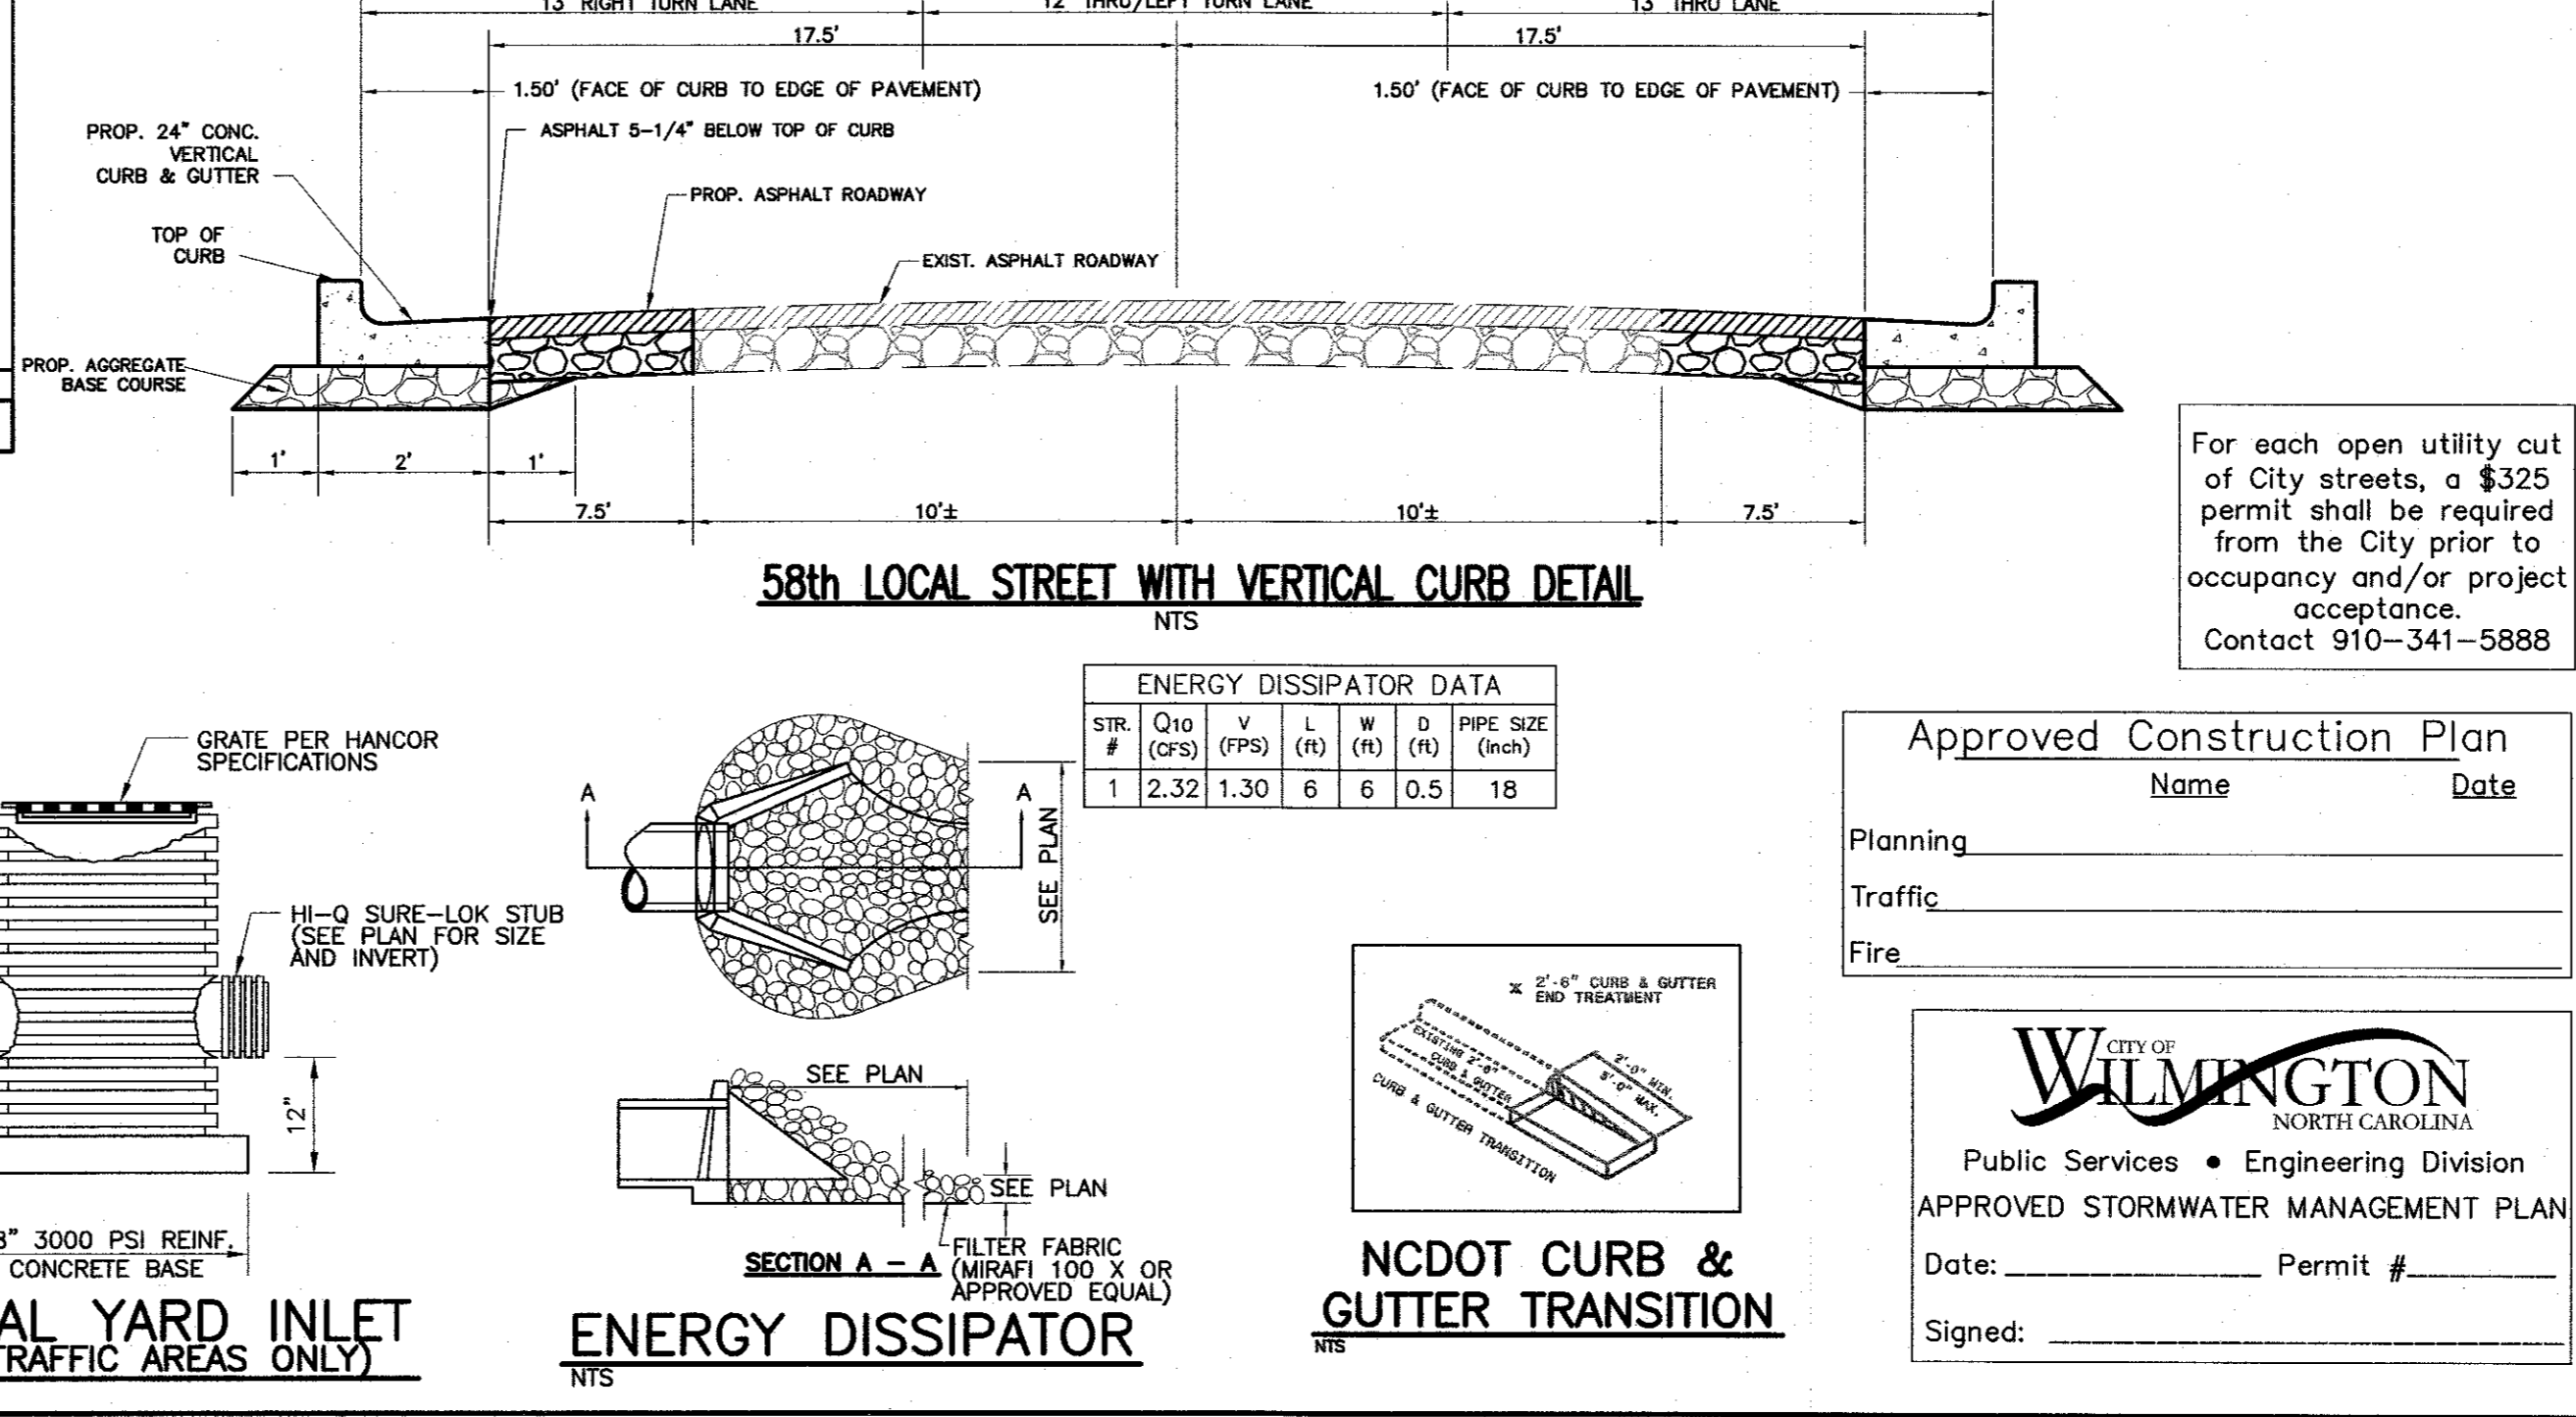 13' RIGHT TURN LANE
12' THRU/LEFT TURN LANE
13' THRU LANE
17.5'
17.5'
1.50' (FACE OF CURB TO EDGE OF PAVEMENT)
1.50' (FACE OF CURB TO EDGE OF PAVEMENT)
PROP. 24" CONC.
VERTICAL
CURB & GUTTER
ASPHALT 5-1/4" BELOW TOP OF CURB
PROP. ASPHALT ROADWAY
TOP OF
CURB
EXIST. ASPHALT ROADWAY
PROP. AGGREGATE
BASE COURSE
1'
2'
1'
7.5'
10'±
10'±
7.5'
58th LOCAL STREET WITH VERTICAL CURB DETAIL
NTS
For each open utility cut
of City streets, a $325
permit shall be required
from the City prior to
occupancy and/or project
acceptance.
Contact 910-341-5888
GRATE PER HANCOR
SPECIFICATIONS
HI-Q SURE-LOK STUB
(SEE PLAN FOR SIZE
AND INVERT)
12"
8" 3000 PSI REINF.
CONCRETE BASE
AL YARD INLET
TRAFFIC AREAS ONLY)
A
A
SEE PLAN
ENERGY DISSIPATOR DATA
STR. # Q10 (CFS) V (FPS) L (ft) W (ft) D (ft) PIPE SIZE (inch)
1 2.32 1.30 6 6 0.5 18
SEE PLAN
SEE PLAN
SECTION A - A
FILTER FABRIC
(MIRAFI 100 X OR
APPROVED EQUAL)
ENERGY DISSIPATOR
NTS
* 2'-6" CURB & GUTTER
END TREATMENT
EXISTING 2'-6"
CURB & GUTTER
2'-0" MIN.
5'-0" MAX.
CURB & GUTTER TRANSITION
NCDOT CURB &
GUTTER TRANSITION
NTS
Approved Construction Plan
Name Date
Planning
Traffic
Fire
CITY OF
WILMINGTON
NORTH CAROLINA
Public Services • Engineering Division
APPROVED STORMWATER MANAGEMENT PLAN
Date: Permit #
Signed: